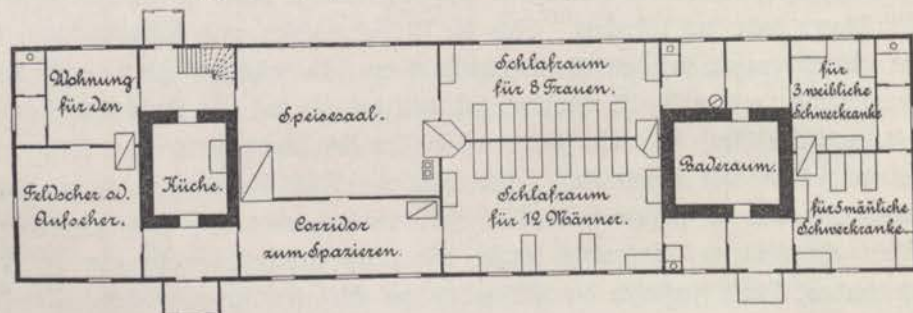 Wohnung
für den
Feldscher od.
Aufseher.
Küche.
Speisesaal.
Corridor
zum Spazieren.
Schlafraum
für 8 Frauen.
Schlafraum
für 12 Männer.
Baderaum.
für
3 weibliche
Schwerkranke
für 5 mäñliche
Schwerkranke.